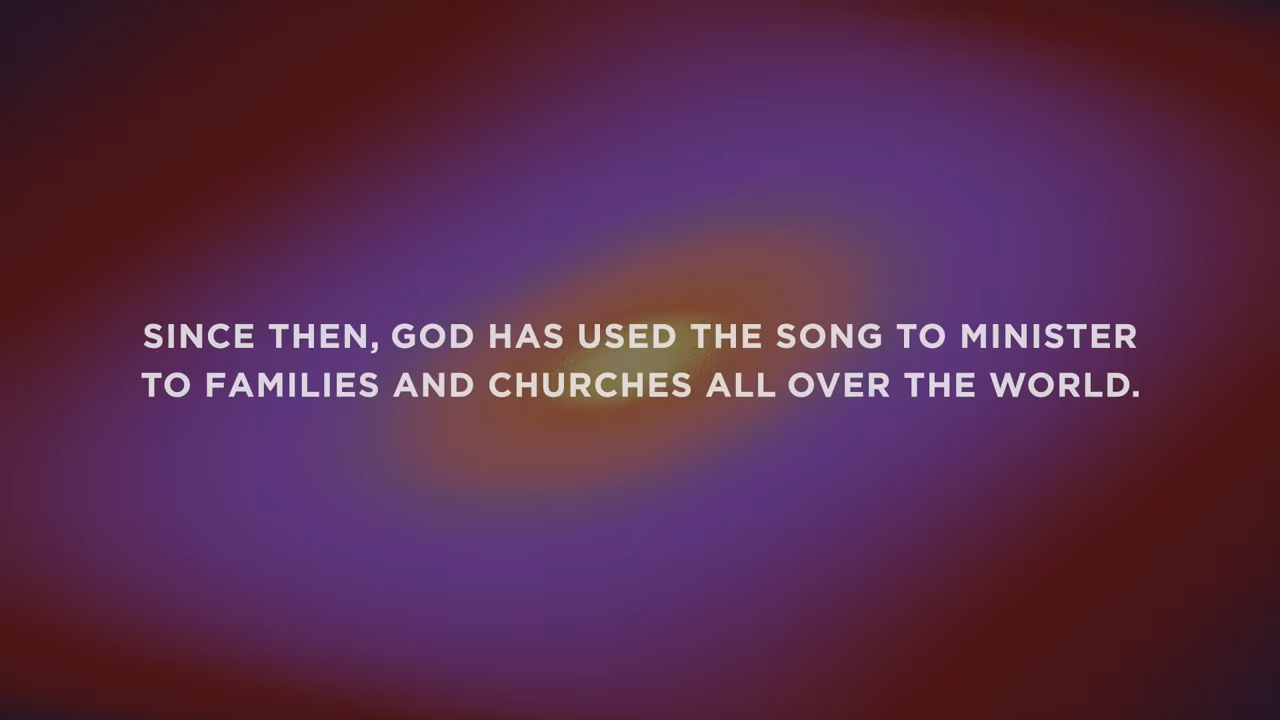 SINCE THEN, GOD HAS USED THE SONG TO MINISTER
TO FAMILIES AND CHURCHES ALL OVER THE WORLD.